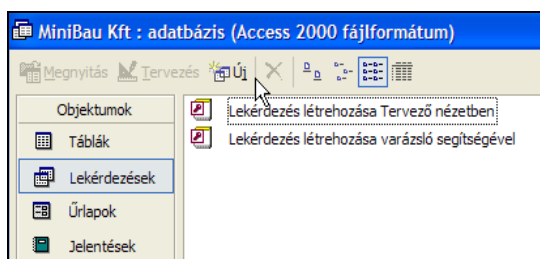 MiniBau Kft : adatbázis (Access 2000 fájlformátum)
Megnyitás Tervezés Új
Objektumok
Lekérdezés létrehozása Tervező nézetben
Táblák
Lekérdezés létrehozása varázsló segítségével
Lekérdezések
Űrlapok
Jelentések